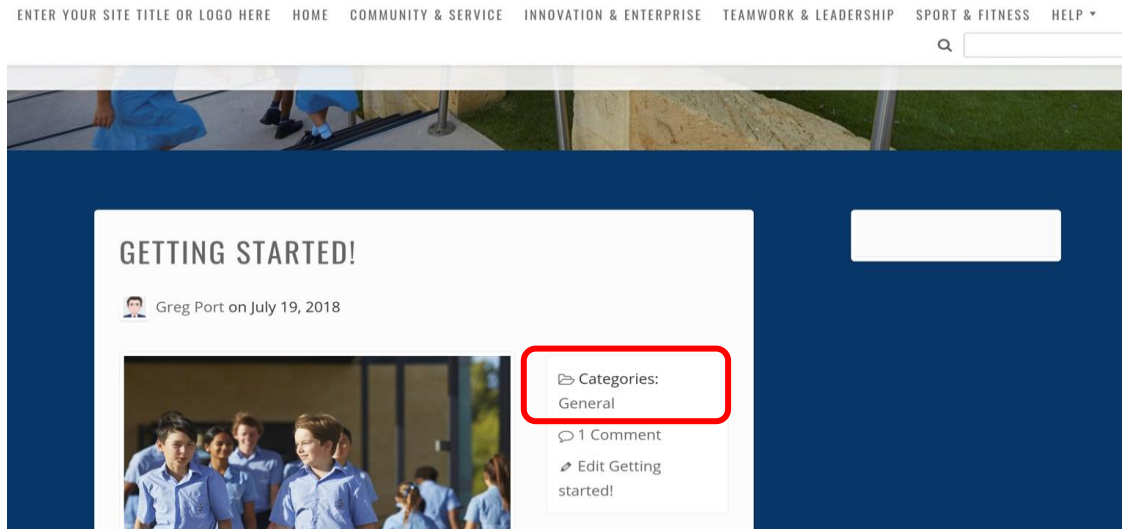 ENTER YOUR SITE TITLE OR LOGO HERE HOME COMMUNITY & SERVICE INNOVATION & ENTERPRISE TEAMWORK & LEADERSHIP SPORT & FITNESS HELP
GETTING STARTED!
Greg Port on July 19, 2018
Categories:
General
1 Comment
Edit Getting
started!